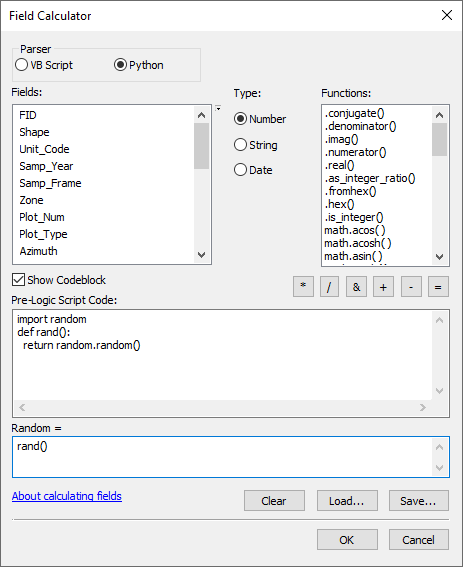 Field Calculator
Parser
VB Script
Python
Fields:
Type:
Functions:
FID
Shape
Unit_Code
Samp_Year
Samp_Frame
Zone
Plot_Num
Plot_Type
Azimuth
Number
String
Date
.conjugate()
.denominator()
.imag()
.numerator()
.real()
.as_integer_ratio()
.fromhex()
.hex()
.is_integer()
math.acos( )
math.acosh( )
math.asin( )
Show Codeblock
* / & + - =
Pre-Logic Script Code:
import random
def rand():
  return random.random()
Random =
rand()
About calculating fields
Clear
Load...
Save...
OK
Cancel